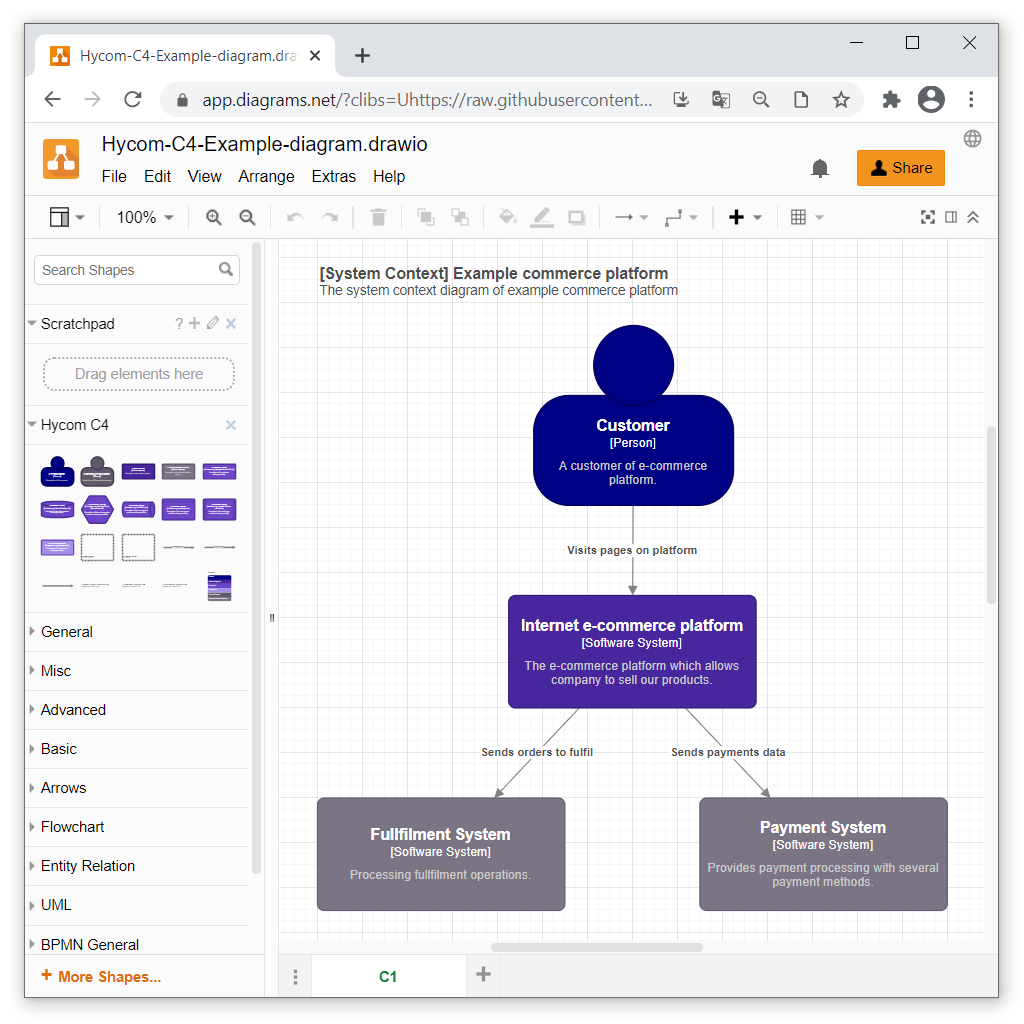 Hycom-C4-Example-diagram.dra
app.diagrams.net/?clibs=Uhttps://raw.githubusercontent...
Hycom-C4-Example-diagram.drawio
File Edit View Arrange Extras Help
Share
100%
Search Shapes
Scratchpad
?
Drag elements here
Hycom C4
General
Misc
Advanced
Basic
Arrows
Flowchart
Entity Relation
UML
BPMN General
+ More Shapes...
[System Context] Example commerce platform
The system context diagram of example commerce platform
Customer
[Person]
A customer of e-commerce
platform.
Visits pages on platform
Internet e-commerce platform
[Software System]
The e-commerce platform which allows
company to sell our products.
Sends orders to fulfil
Sends payments data
Fullfilment System
[Software System]
Processing fullfilment operations.
Payment System
[Software System]
Provides payment processing with several
payment methods.
C1